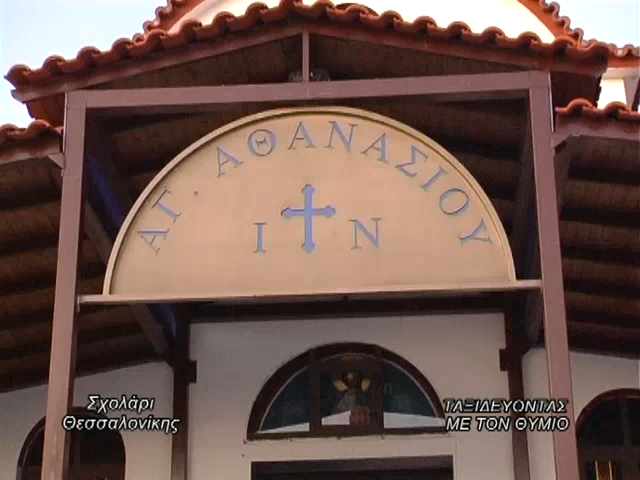 ΑΓ. ΑΘΑΝΑΣΙΟΥ
Ι Ν
Σχολάρι
Θεσσαλονίκης
ΤΑΞΙΔΕΥΟΝΤΑΣ
ΜΕ ΤΟΝ ΘΥΜΙΟ